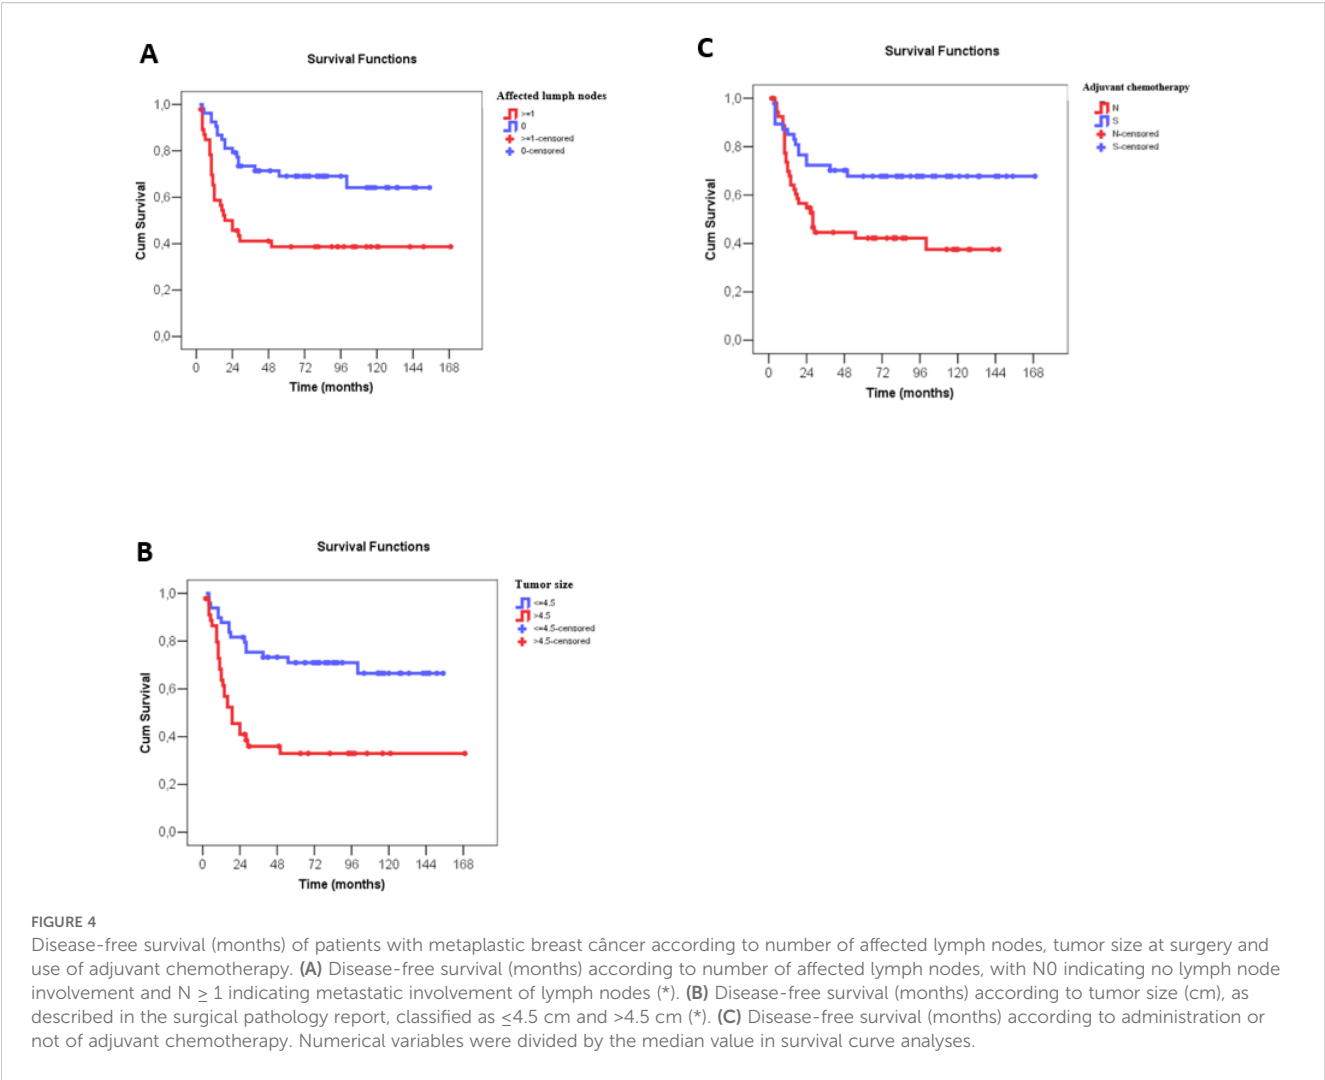 A
Survival Functions
Affected lumph nodes
>=1
0
>=1-censored
0-censored
Cum Survival
1,0
0,8
0,6
0,4
0,2
0,0
0 24 48 72 96 120 144 168
Time (months)
C
Survival Functions
Adjuvant chemotherapy
N
S
N-censored
S-censored
Cum Survival
1,0
0,8
0,6
0,4
0,2
0,0
0 24 48 72 96 120 144 168
Time (months)
B
Survival Functions
Tumor size
<=4.5
>4.5
<=4.5-censored
>4.5-censored
Cum Survival
1,0
0,8
0,6
0,4
0,2
0,0
0 24 48 72 96 120 144 168
Time (months)
FIGURE 4
Disease-free survival (months) of patients with metaplastic breast câncer according to number of affected lymph nodes, tumor size at surgery and
use of adjuvant chemotherapy. (A) Disease-free survival (months) according to number of affected lymph nodes, with N0 indicating no lymph node
involvement and N ≥ 1 indicating metastatic involvement of lymph nodes (*). (B) Disease-free survival (months) according to tumor size (cm), as
described in the surgical pathology report, classified as ≤4.5 cm and >4.5 cm (*). (C) Disease-free survival (months) according to administration or
not of adjuvant chemotherapy. Numerical variables were divided by the median value in survival curve analyses.